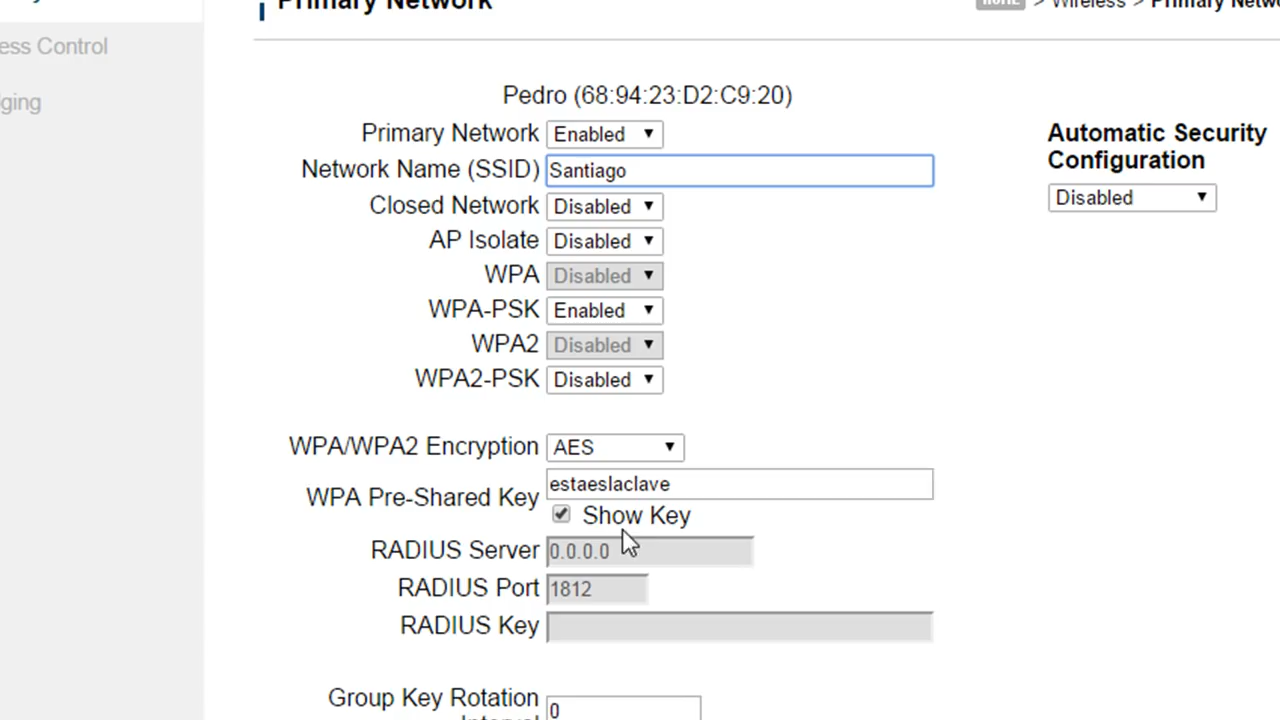 Primary Network
HOME > Wireless > Primary Netwo
ess Control
ging
Pedro (68:94:23:D2:C9:20)
Primary Network Enabled
Network Name (SSID) Santiago
Closed Network Disabled
AP Isolate Disabled
WPA Disabled
WPA-PSK Enabled
WPA2 Disabled
WPA2-PSK Disabled
Automatic Security
Configuration
Disabled
WPA/WPA2 Encryption AES
WPA Pre-Shared Key estaeslaclave
Show Key
RADIUS Server 0.0.0.0
RADIUS Port 1812
RADIUS Key
Group Key Rotation 0
Interval